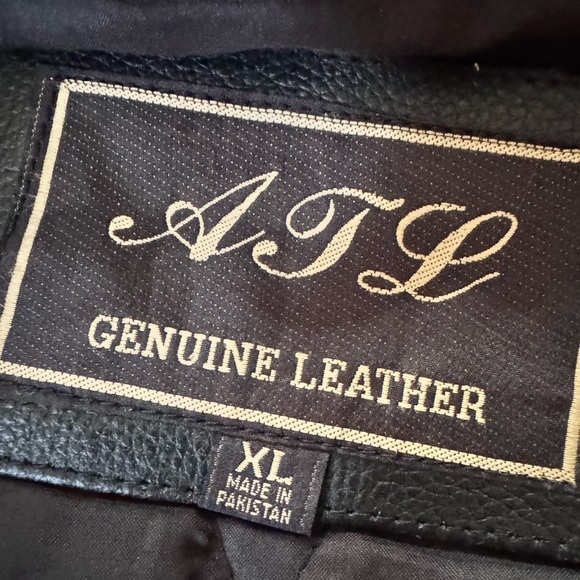 ATL
GENUINE LEATHER
XL
MADE IN
PAKISTAN